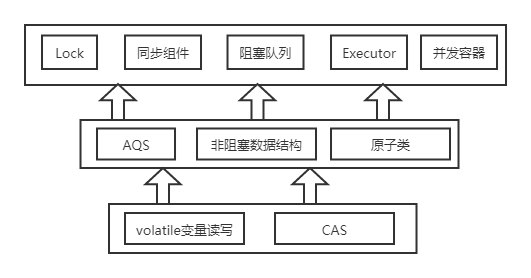 Lock
同步组件
阻塞队列
Executor
并发容器
AQS
非阻塞数据结构
原子类
volatile变量读写
CAS